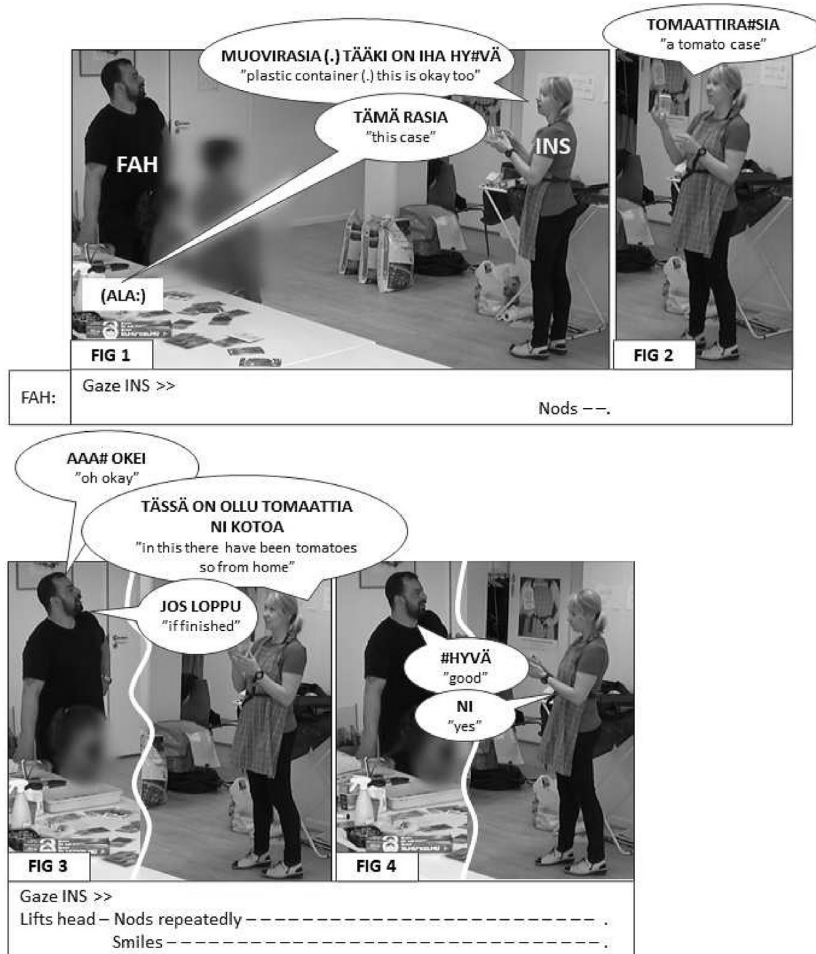 MUOVIRASIA (.) TÄÄKI ON IHA HY#VÄ
"plastic container (.) this is okay too"
TÄMÄ RASIA
"this case"
TOMAATTIRA#SIA
"a tomato case"
FAH
INS
(ALA:)
FIG 1
FIG 2
FAH:
Gaze INS >>
Nods – –.
AAA# OKEI
"oh okay"
TÄSSÄ ON OLLU TOMAATTIA
NI KOTOA
"in this there have been tomatoes
so from home"
JOS LOPPU
"if finished"
#HYVÄ
"good"
NI
"yes"
FIG 3
FIG 4
Gaze INS >>
Lifts head – Nods repeatedly – – – – – – – – – – – – – – – – – – – – – – – – – .
Smiles – – – – – – – – – – – – – – – – – – – – – – – – – – – – – .